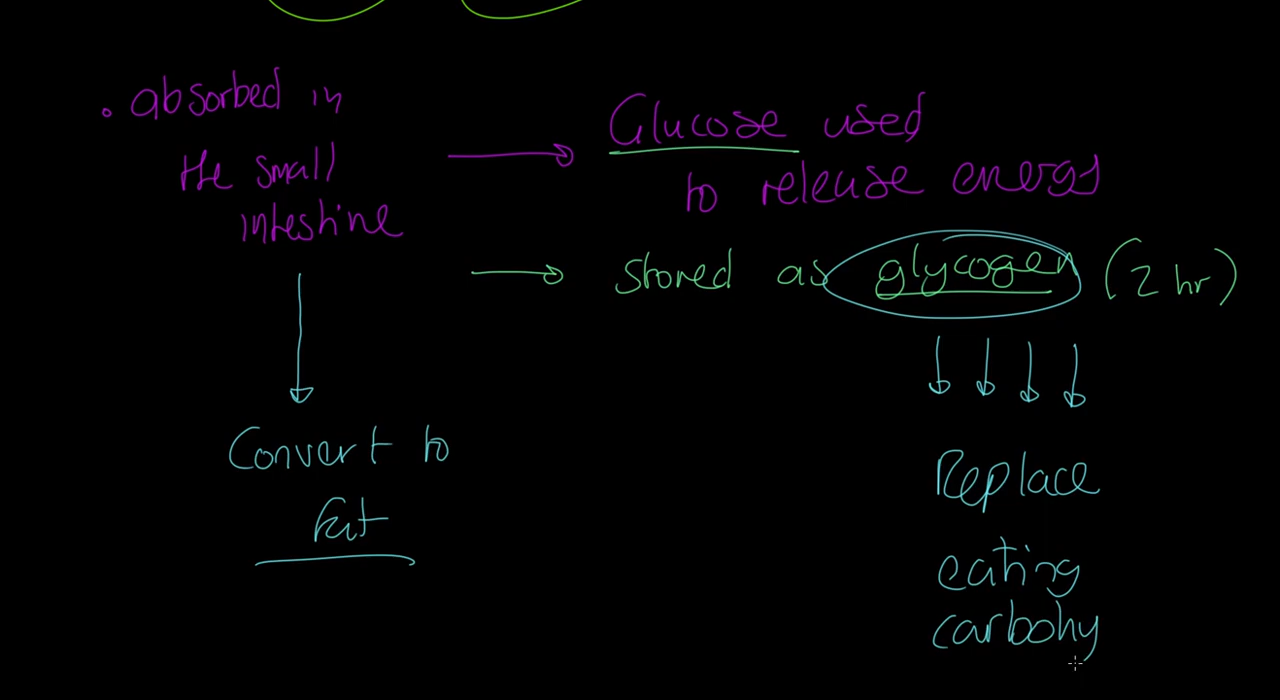 • absorbed in
the small
intestine
Glucose used
to release energy
stored as glycogen (2 hr)
Convert to
Fat
Replace
eating
carbohy